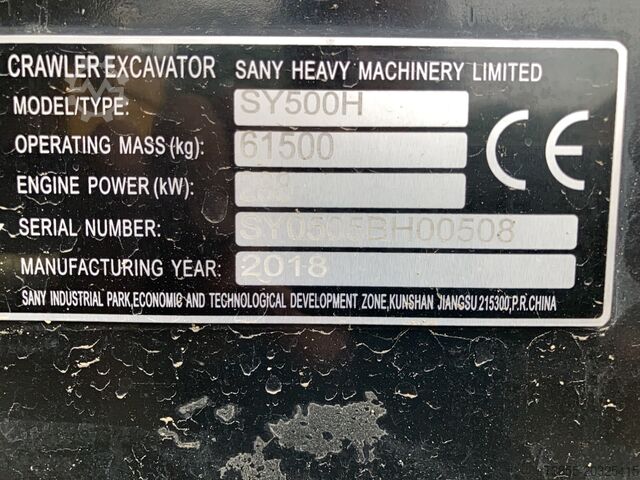 CRAWLER EXCAVATOR SANY HEAVY MACHINERY LIMITED
MODEL/TYPE: SY500H
OPERATING MASS(kg): 61500
ENGINE POWER (kW):
SERIAL NUMBER:
MANUFACTURING YEAR: 2018
SANY INDUSTRIAL PARK,ECONOMIC AND TECHNOLOGICAL DEVELOPMENT ZONE,KUNSHAN JIANGSU 215300,P.R.CHINA
CE